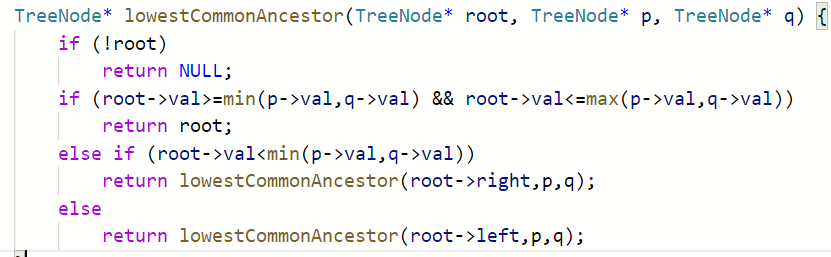 TreeNode* lowestCommonAncestor(TreeNode* root, TreeNode* p, TreeNode* q) {
    if (!root)
        return NULL;
    if (root->val>=min(p->val,q->val) && root->val<=max(p->val,q->val))
        return root;
    else if (root->val<min(p->val,q->val))
        return lowestCommonAncestor(root->right,p,q);
    else
        return lowestCommonAncestor(root->left,p,q);